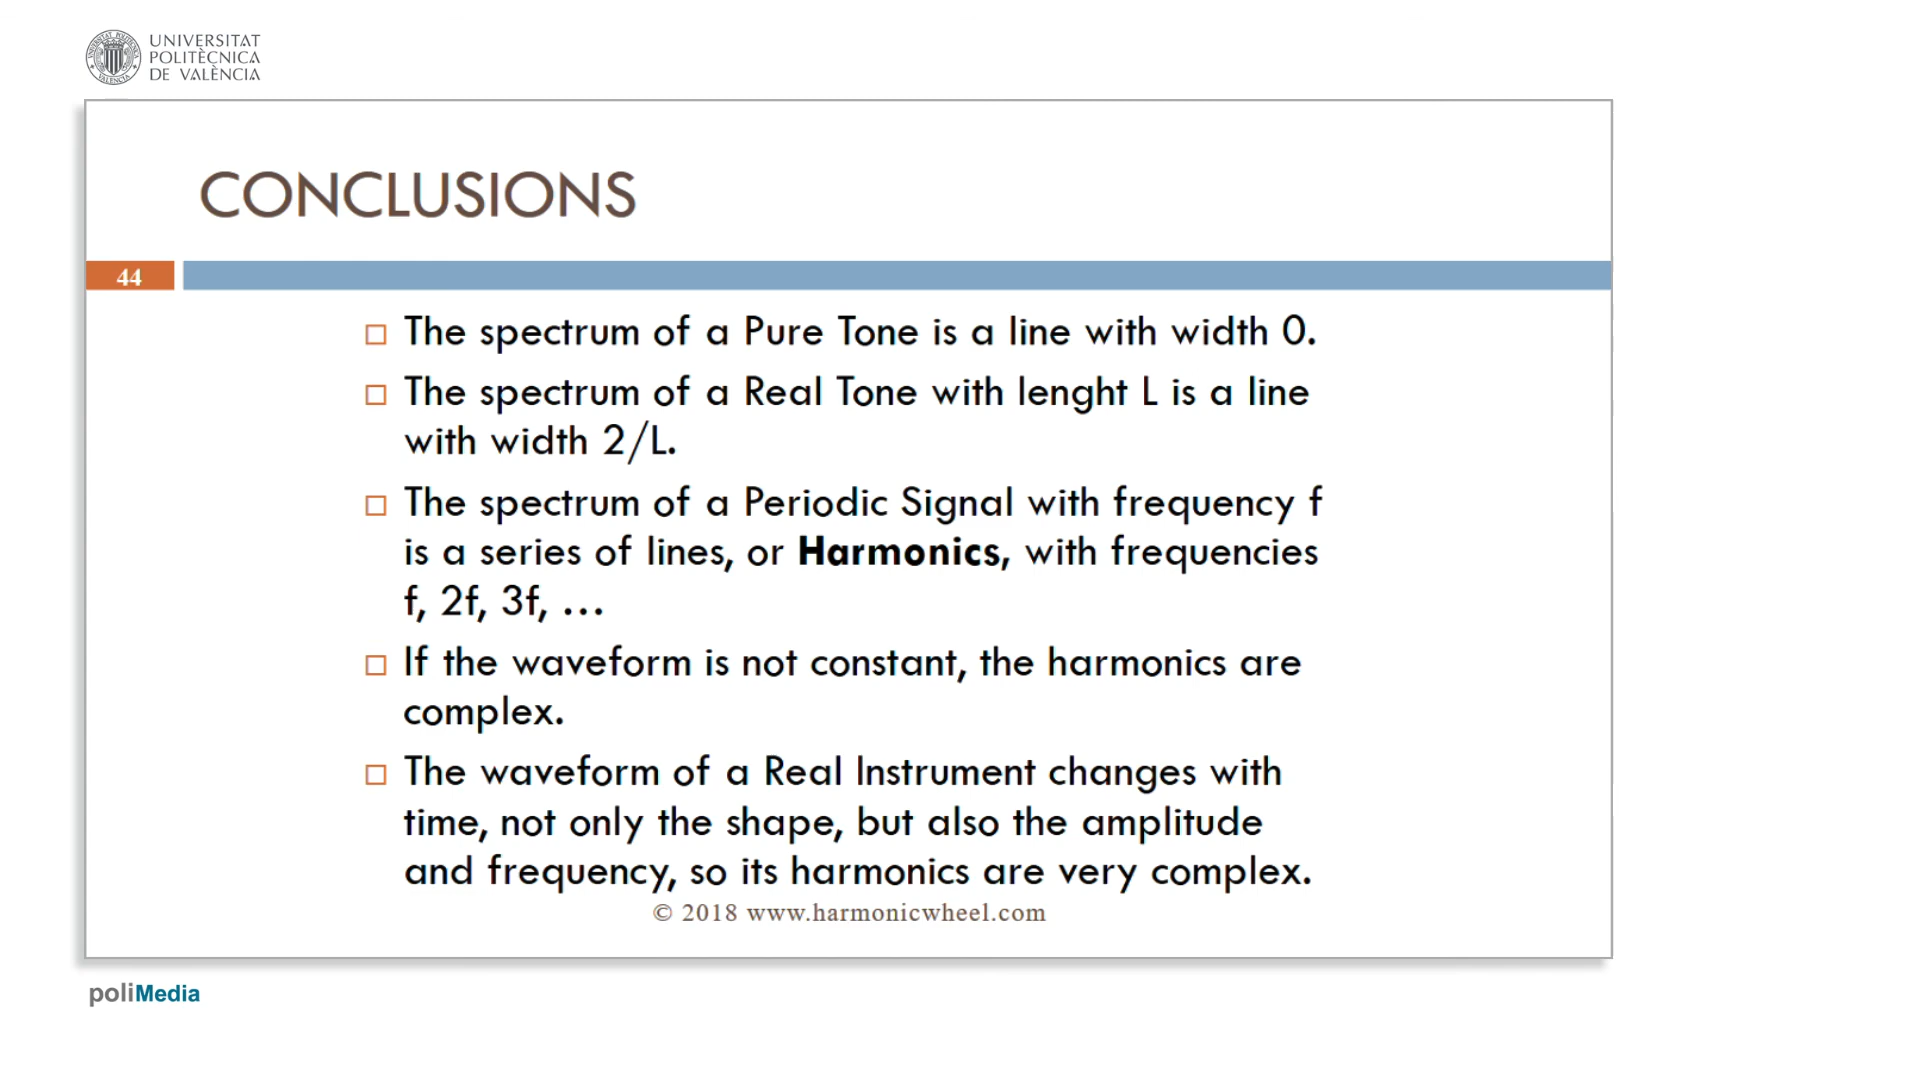 UNIVERSITAT
POLITÈCNICA
DE VALÈNCIA
CONCLUSIONS
44
The spectrum of a Pure Tone is a line with width 0.
The spectrum of a Real Tone with lenght L is a line
with width 2/L.
The spectrum of a Periodic Signal with frequency f
is a series of lines, or Harmonics, with frequencies
f, 2f, 3f, ...
If the waveform is not constant, the harmonics are
complex.
The waveform of a Real Instrument changes with
time, not only the shape, but also the amplitude
and frequency, so its harmonics are very complex.
© 2018 www.harmonicwheel.com
poliMedia